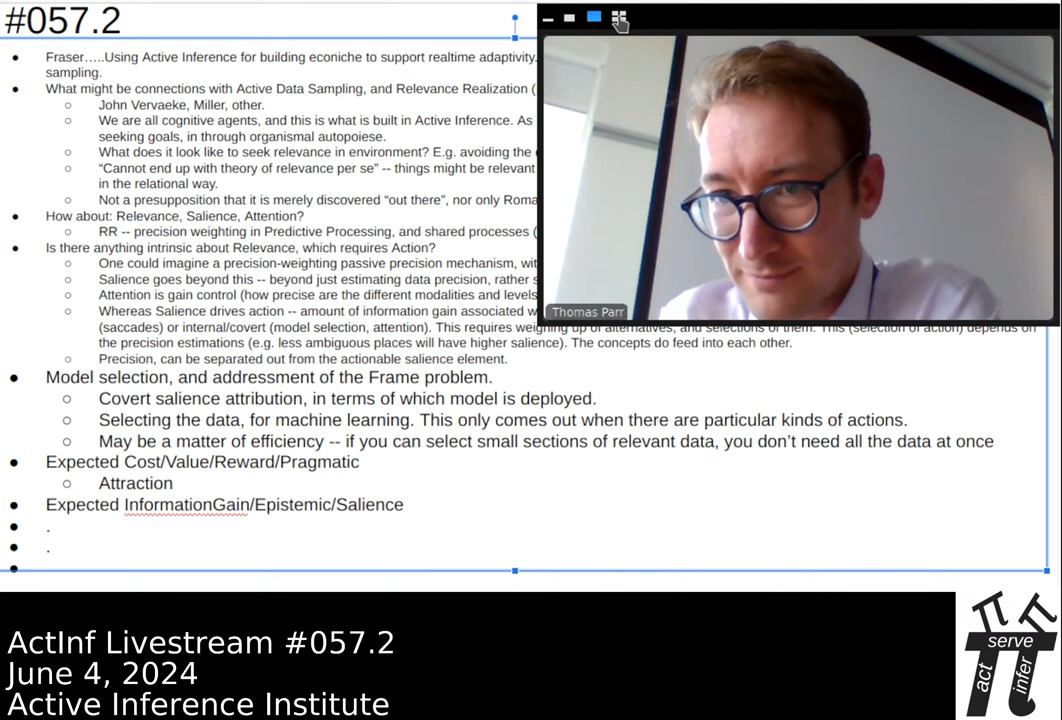 #057.2
Fraser…..Using Active Inference for building econiche to support realtime adaptivity.
sampling.
What might be connections with Active Data Sampling, and Relevance Realization (
John Vervaeke, Miller, other.
We are all cognitive agents, and this is what is built in Active Inference. As
seeking goals, in through organismal autopoiese.
What does it look like to seek relevance in environment? E.g. avoiding the
“Cannot end up with theory of relevance per se” -- things might be relevant
in the relational way.
Not a presupposition that it is merely discovered “out there”, nor only Roma
How about: Relevance, Salience, Attention?
RR -- precision weighting in Predictive Processing, and shared processes (
Is there anything intrinsic about Relevance, which requires Action?
One could imagine a precision-weighting passive precision mechanism, wit
Salience goes beyond this -- beyond just estimating data precision, rather s
Attention is gain control (how precise are the different modalities and levels
Whereas Salience drives action -- amount of information gain associated w
(saccades) or internal/covert (model selection, attention). This requires weighing up of alternatives, and selections of them. This (selection of action) depends on
the precision estimations (e.g. less ambiguous places will have higher salience). The concepts do feed into each other.
Precision, can be separated out from the actionable salience element.
Model selection, and addressment of the Frame problem.
Covert salience attribution, in terms of which model is deployed.
Selecting the data, for machine learning. This only comes out when there are particular kinds of actions.
May be a matter of efficiency -- if you can select small sections of relevant data, you don’t need all the data at once
Expected Cost/Value/Reward/Pragmatic
Attraction
Expected InformationGain/Epistemic/Salience
.
.
Thomas Parr
ActInf Livestream #057.2
June 4, 2024
Active Inference Institute
serve
act
infer